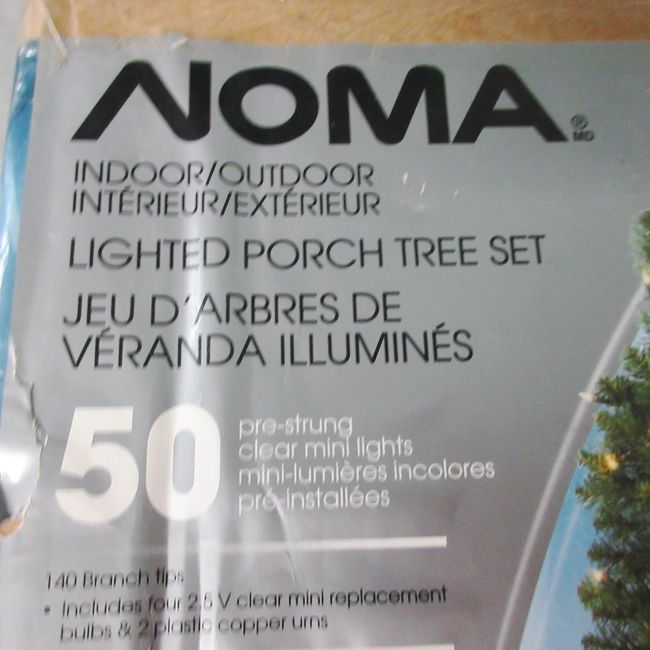 NOMA® MD
INDOOR/OUTDOOR
INTÉRIEUR/EXTÉRIEUR
LIGHTED PORCH TREE SET
JEU D'ARBRES DE
VÉRANDA ILLUMINÉS
50
pre-strung
clear mini lights
mini-lumières incolores
pré-installées
140 Branch tips
• Includes four 2,5 V clear mini replacement
bulbs & 2 plastic copper urns